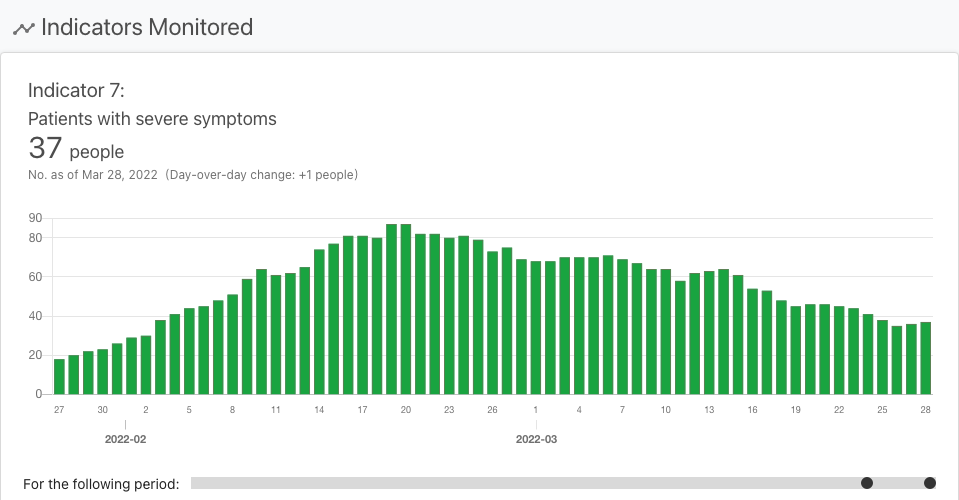 Indicators Monitored
Indicator 7:
Patients with severe symptoms
37 people
No. as of Mar 28, 2022 (Day-over-day change: +1 people)
90
80
60
40
20
0
27 30 2 5 8 11 14 17 20 23 26 1 4 7 10 13 16 19 22 25 28
2022-02 2022-03
For the following period: